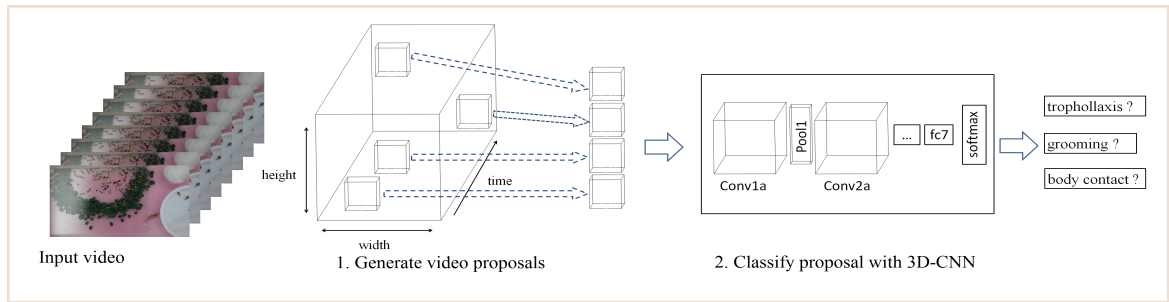 Input video
height
width
time
1. Generate video proposals
Conv1a
Pool1
Conv2a
...
fc7
softmax
2. Classify proposal with 3D-CNN
trophollaxis ?
grooming ?
body contact ?